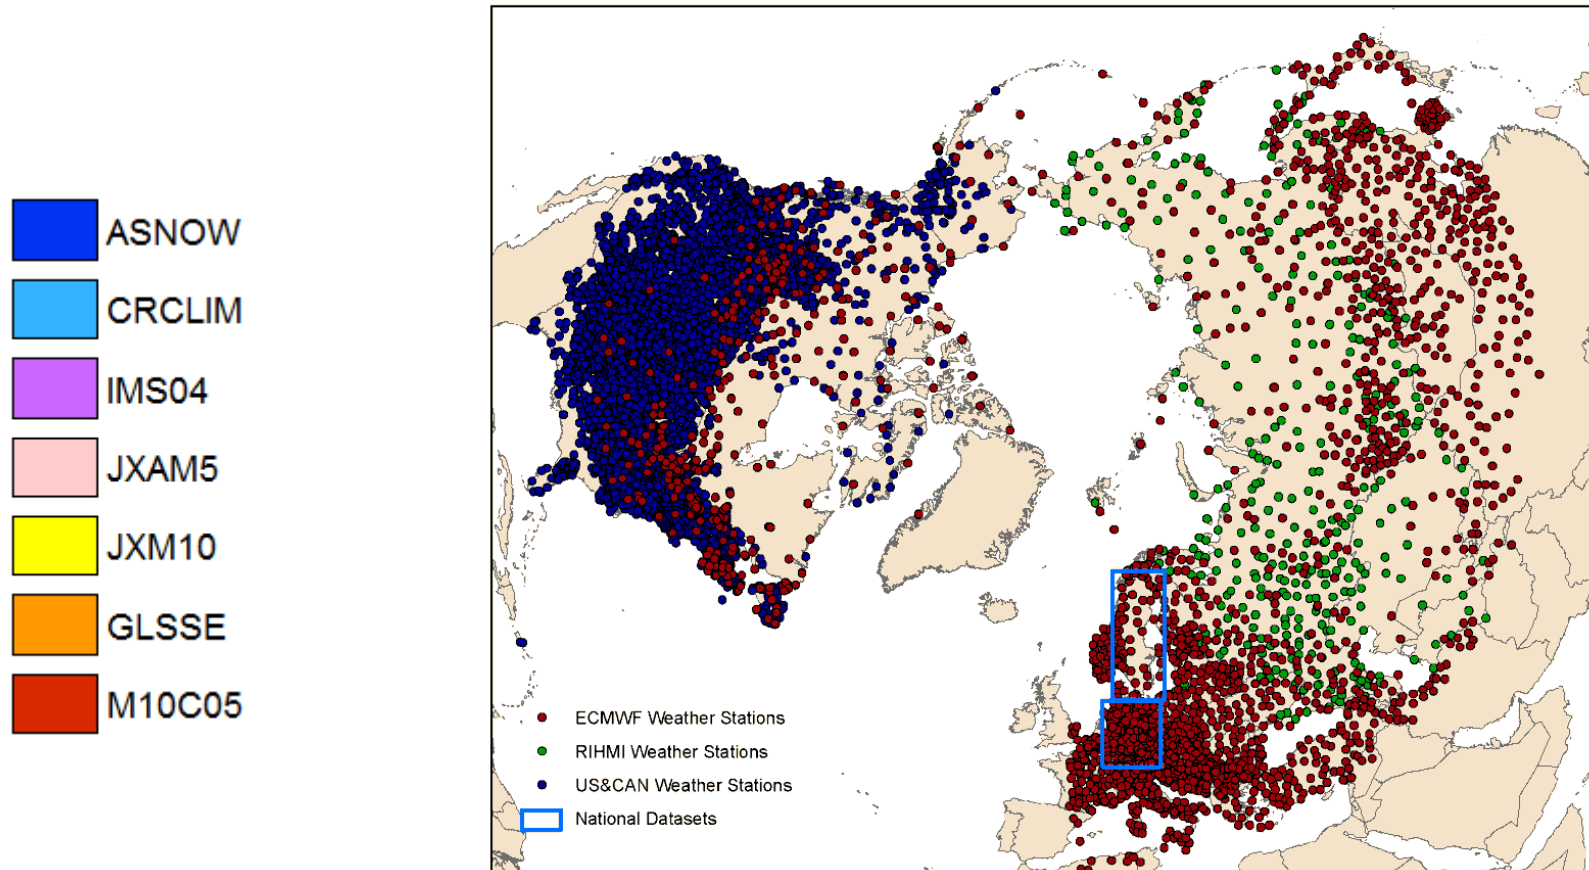 ASNOW
CRCLIM
IMS04
JXAM5
JXM10
GLSSE
M10C05
ECMWF Weather Stations
RIHMI Weather Stations
US&CAN Weather Stations
National Datasets